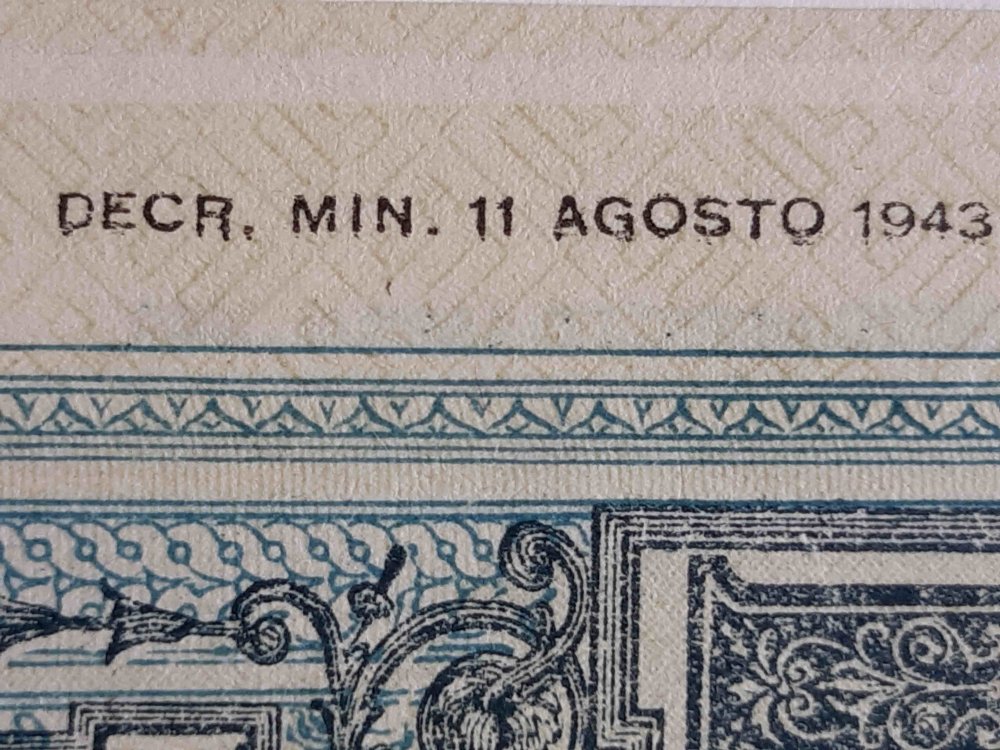 DECR. MIN. 11 AGOSTO 1943